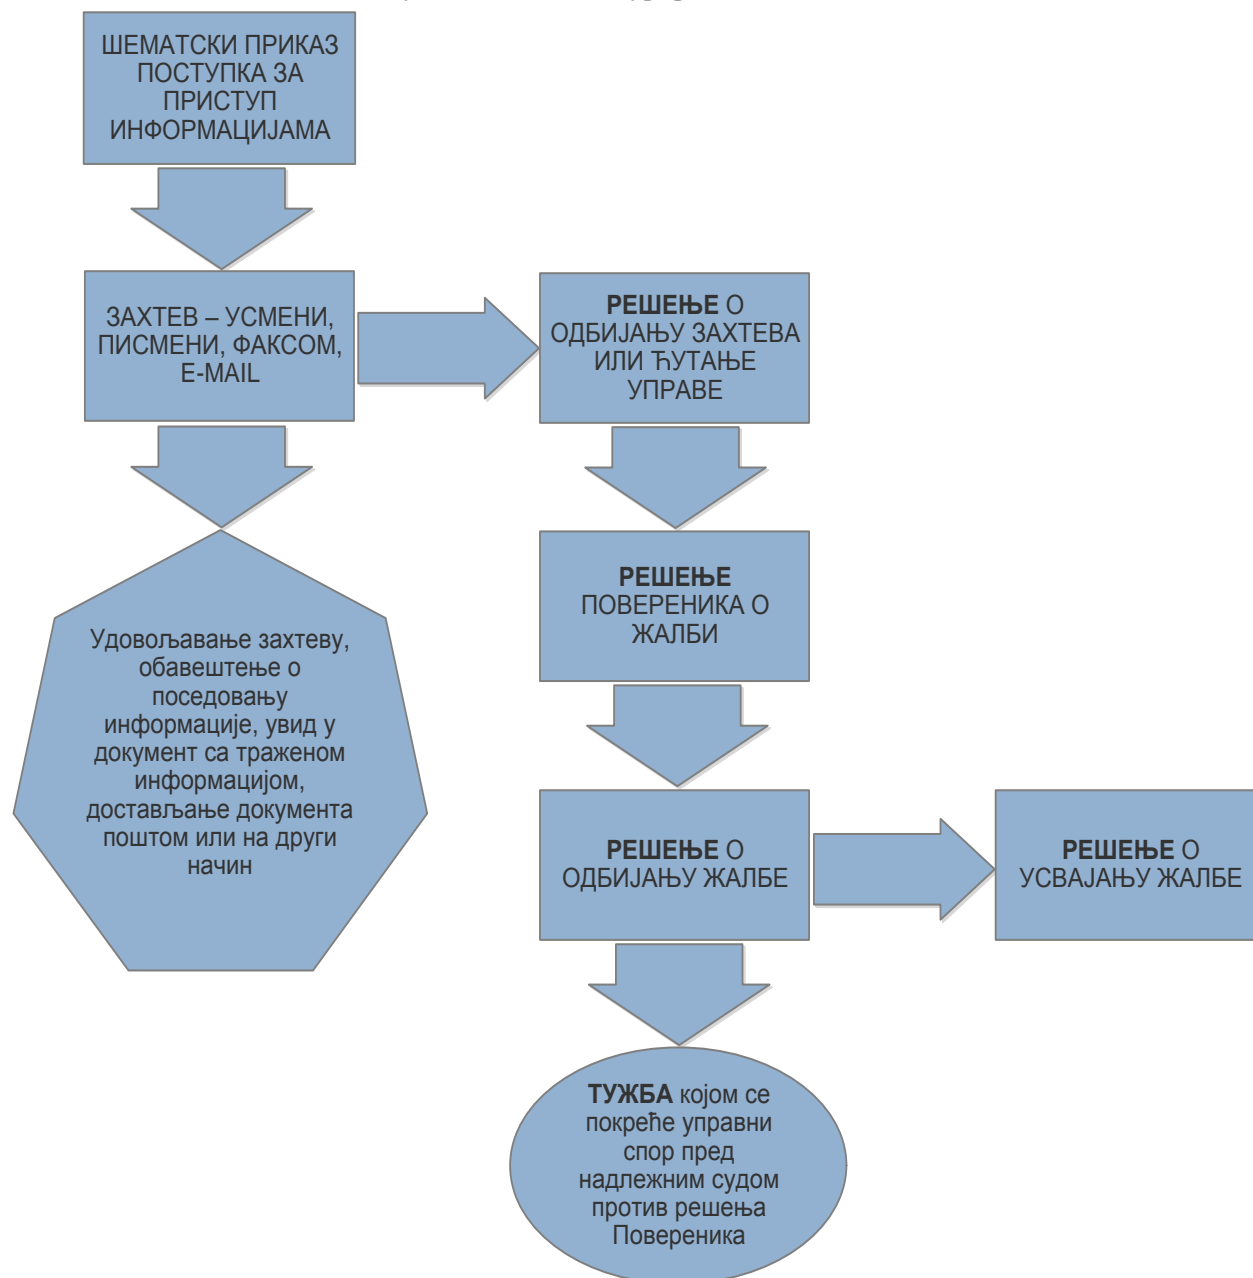 ШЕМАТСКИ ПРИКАЗ
ПОСТУПКА ЗА
ПРИСТУП
ИНФОРМАЦИЈАМА
ЗАХТЕВ – УСМЕНИ,
ПИСМЕНИ, ФАКСОМ,
E-MAIL
РЕШЕЊЕ О
ОДБИЈАЊУ ЗАХТЕВА
ИЛИ ЋУТАЊЕ
УПРАВЕ
Удовољавање захтеву,
обавештење о
поседовању
информације, увид у
документ са траженом
информацијом,
достављање документа
поштом или на други
начин
РЕШЕЊЕ
ПОВЕРЕНИКА О
ЖАЛБИ
РЕШЕЊЕ О
ОДБИЈАЊУ ЖАЛБЕ
РЕШЕЊЕ О
УСВАЈАЊУ ЖАЛБЕ
ТУЖБА којом се
покреће управни
спор пред
надлежним судом
против решења
Повереника